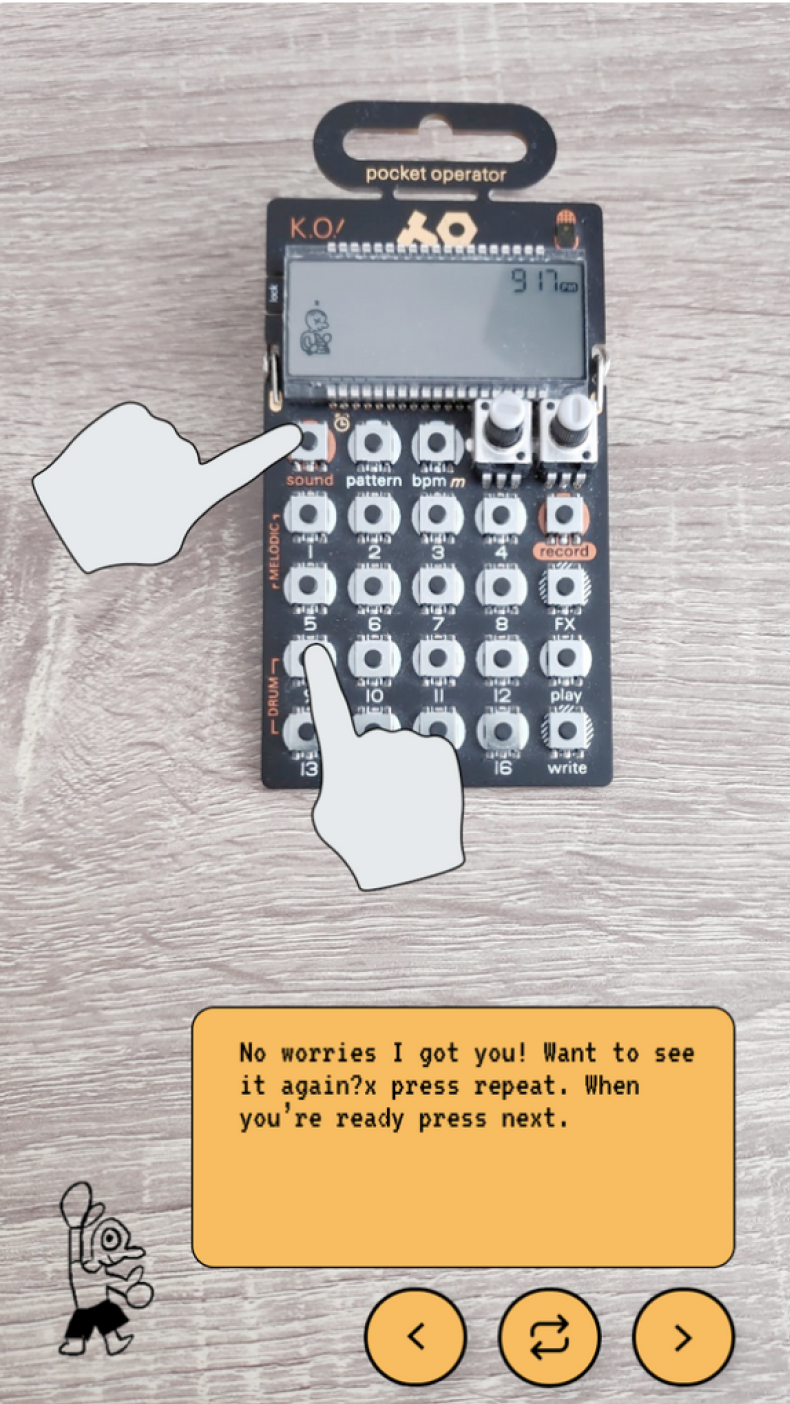 pocket operator
K.O!
917PM
lock
sound pattern bpm m
MELODIC
1 2 3 4 record
5 6 7 8 FX
DRUM
9 10 11 12 play
13 16 write
No worries I got you! Want to see
it again?x press repeat. When
you’re ready press next.